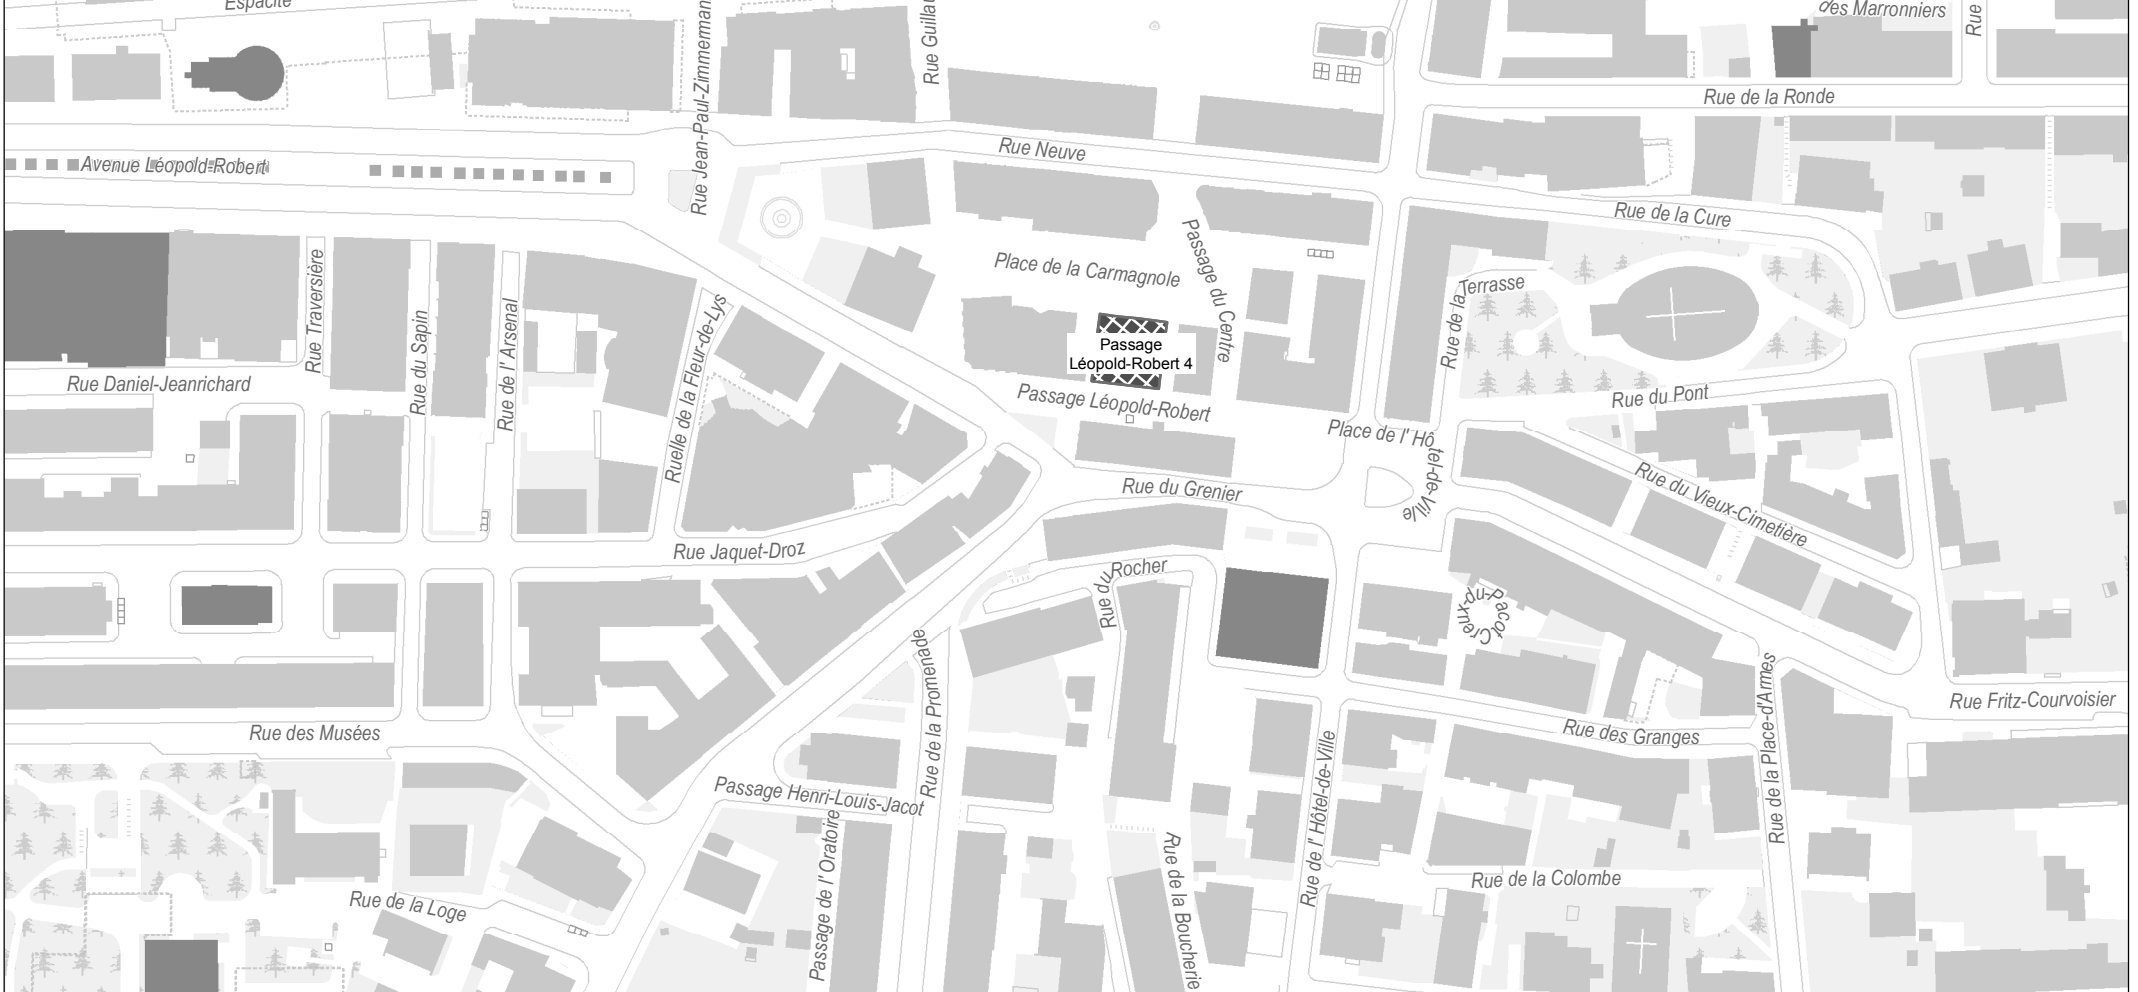 Espacité
Rue Jean-Paul-Zimmerman
Rue Guillau
des Marronniers
Rue
Rue de la Ronde
Avenue Léopold-Robert
Rue Neuve
Rue de la Cure
Place de la Carmagnole
Passage du Centre
Rue de la Terrasse
Rue Traversière
Rue du Sapin
Rue de l' Arsenal
Ruelle de la Fleur-de-Lys
Passage
Léopold-Robert 4
Rue Daniel-Jeanrichard
Passage Léopold-Robert
Rue du Pont
Place de l' Hôtel-de-Ville
Rue du Grenier
Rue du Vieux-Cimetière
Rue Jaquet-Droz
Rue du Rocher
Creux-du-Pacot
Rue de la Promenade
Rue de la Place-d'Armes
Rue Fritz-Courvoisier
Rue des Musées
Rue des Granges
Rue de l' Hôtel-de-Ville
Passage Henri-Louis-Jacot
Passage de l' Oratoire
Rue de la Boucherie
Rue de la Colombe
Rue de la Loge